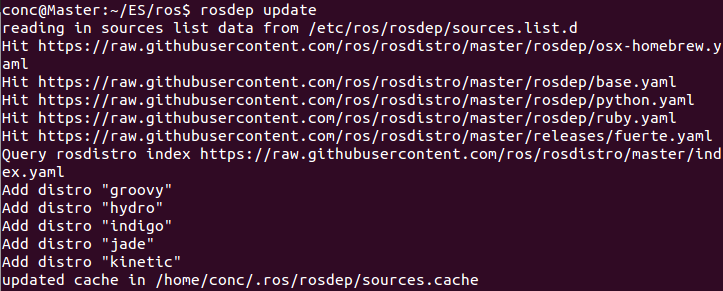 conc@Master:~/ES/ros$ rosdep update
reading in sources list data from /etc/ros/rosdep/sources.list.d
Hit https://raw.githubusercontent.com/ros/rosdistro/master/rosdep/osx-homebrew.y
aml
Hit https://raw.githubusercontent.com/ros/rosdistro/master/rosdep/base.yaml
Hit https://raw.githubusercontent.com/ros/rosdistro/master/rosdep/python.yaml
Hit https://raw.githubusercontent.com/ros/rosdistro/master/rosdep/ruby.yaml
Hit https://raw.githubusercontent.com/ros/rosdistro/master/releases/fuerte.yaml
Query rosdistro index https://raw.githubusercontent.com/ros/rosdistro/master/ind
ex.yaml
Add distro "groovy"
Add distro "hydro"
Add distro "indigo"
Add distro "jade"
Add distro "kinetic"
updated cache in /home/conc/.ros/rosdep/sources.cache